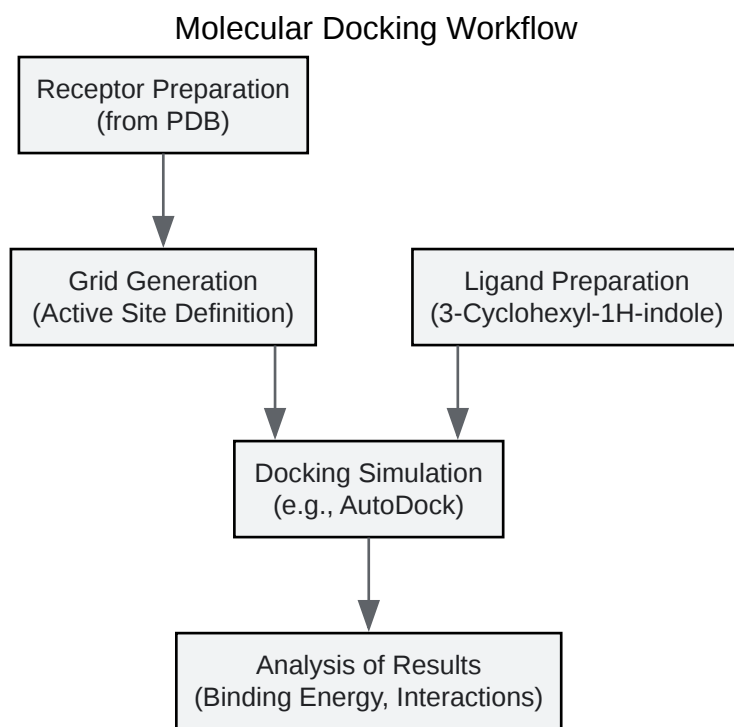 Molecular Docking Workflow
Receptor Preparation
(from PDB)
Grid Generation
(Active Site Definition)
Ligand Preparation
(3-Cyclohexyl-1H-indole)
Docking Simulation
(e.g., AutoDock)
Analysis of Results
(Binding Energy, Interactions)